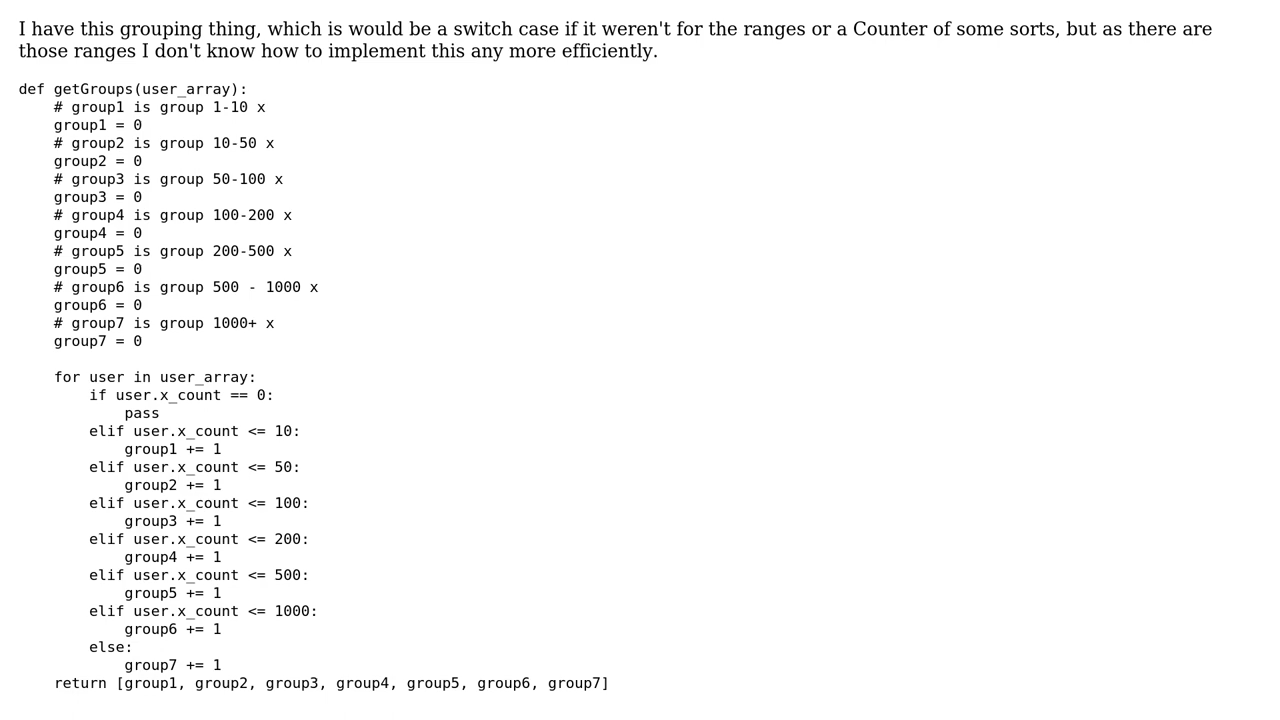 I have this grouping thing, which is would be a switch case if it weren't for the ranges or a Counter of some sorts, but as there are
those ranges I don't know how to implement this any more efficiently.
def getGroups(user_array):
    # group1 is group 1-10 x
    group1 = 0
    # group2 is group 10-50 x
    group2 = 0
    # group3 is group 50-100 x
    group3 = 0
    # group4 is group 100-200 x
    group4 = 0
    # group5 is group 200-500 x
    group5 = 0
    # group6 is group 500 - 1000 x
    group6 = 0
    # group7 is group 1000+ x
    group7 = 0

    for user in user_array:
        if user.x_count == 0:
            pass
        elif user.x_count <= 10:
            group1 += 1
        elif user.x_count <= 50:
            group2 += 1
        elif user.x_count <= 100:
            group3 += 1
        elif user.x_count <= 200:
            group4 += 1
        elif user.x_count <= 500:
            group5 += 1
        elif user.x_count <= 1000:
            group6 += 1
        else:
            group7 += 1
    return [group1, group2, group3, group4, group5, group6, group7]